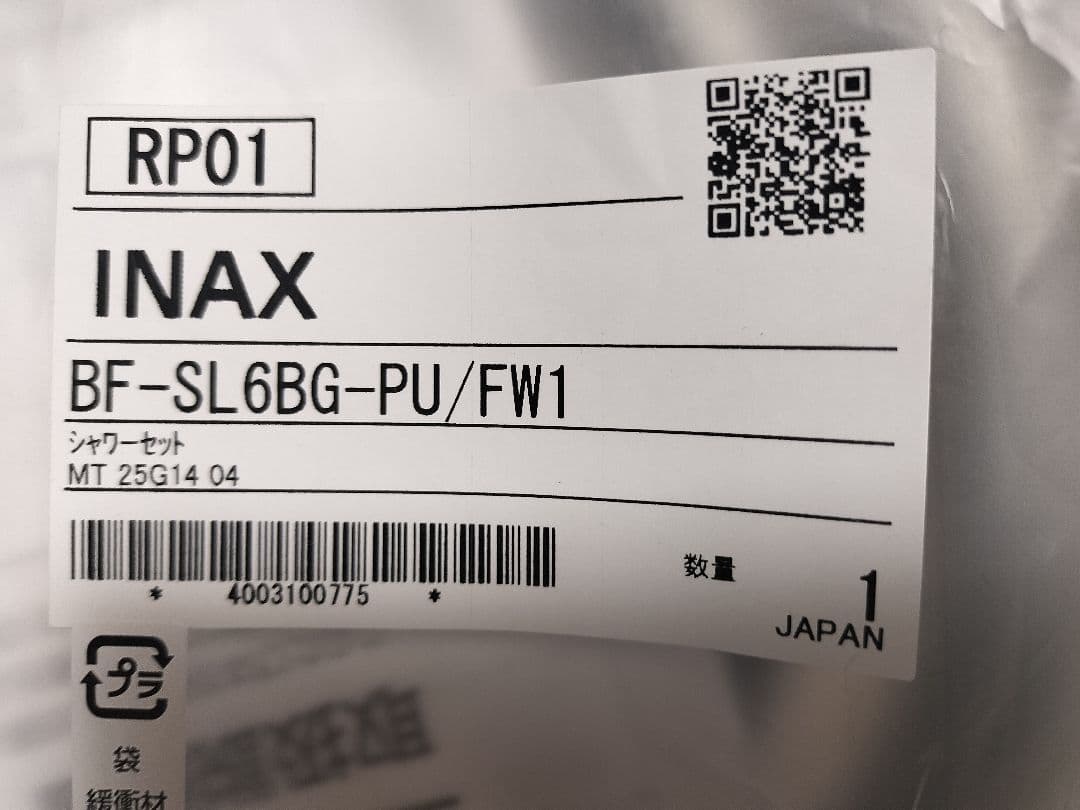 RP01
INAX
BF-SL6BG-PU/FW1
シャワーセット
MT 25G14 04
* 4003100775 *
数量
1
JAPAN
プラ
袋
緩衝材